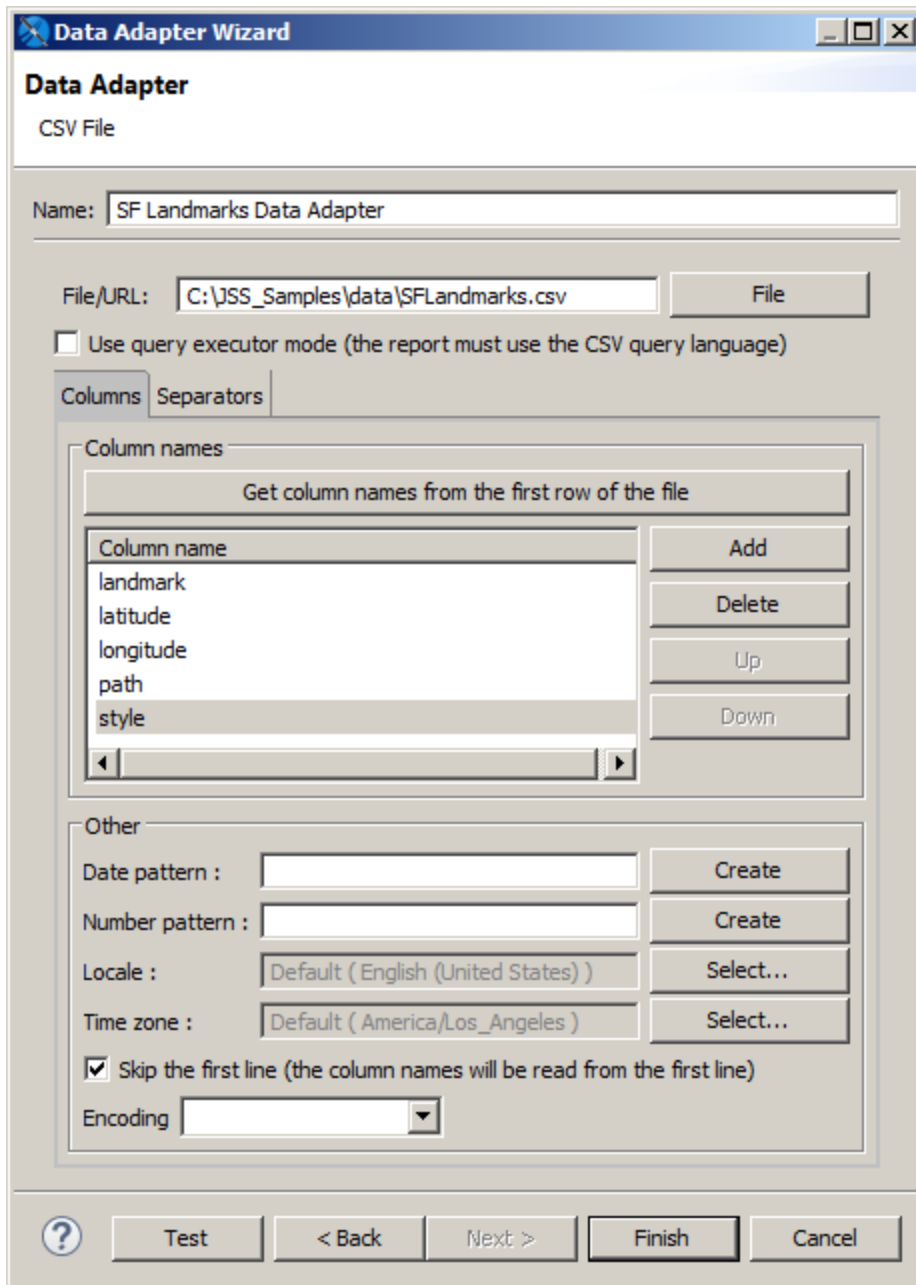 Data Adapter Wizard
Data Adapter
CSV File
Name: SF Landmarks Data Adapter
File/URL: C:\JSS_Samples\data\SFLandmarks.csv File
Use query executor mode (the report must use the CSV query language)
Columns Separators
Column names
Get column names from the first row of the file
Column name Add
landmark
latitude Delete
longitude Up
path
style Down
Other
Date pattern : Create
Number pattern : Create
Locale : Default ( English (United States) ) Select...
Time zone : Default ( America/Los_Angeles ) Select...
Skip the first line (the column names will be read from the first line)
Encoding
? Test < Back Next > Finish Cancel